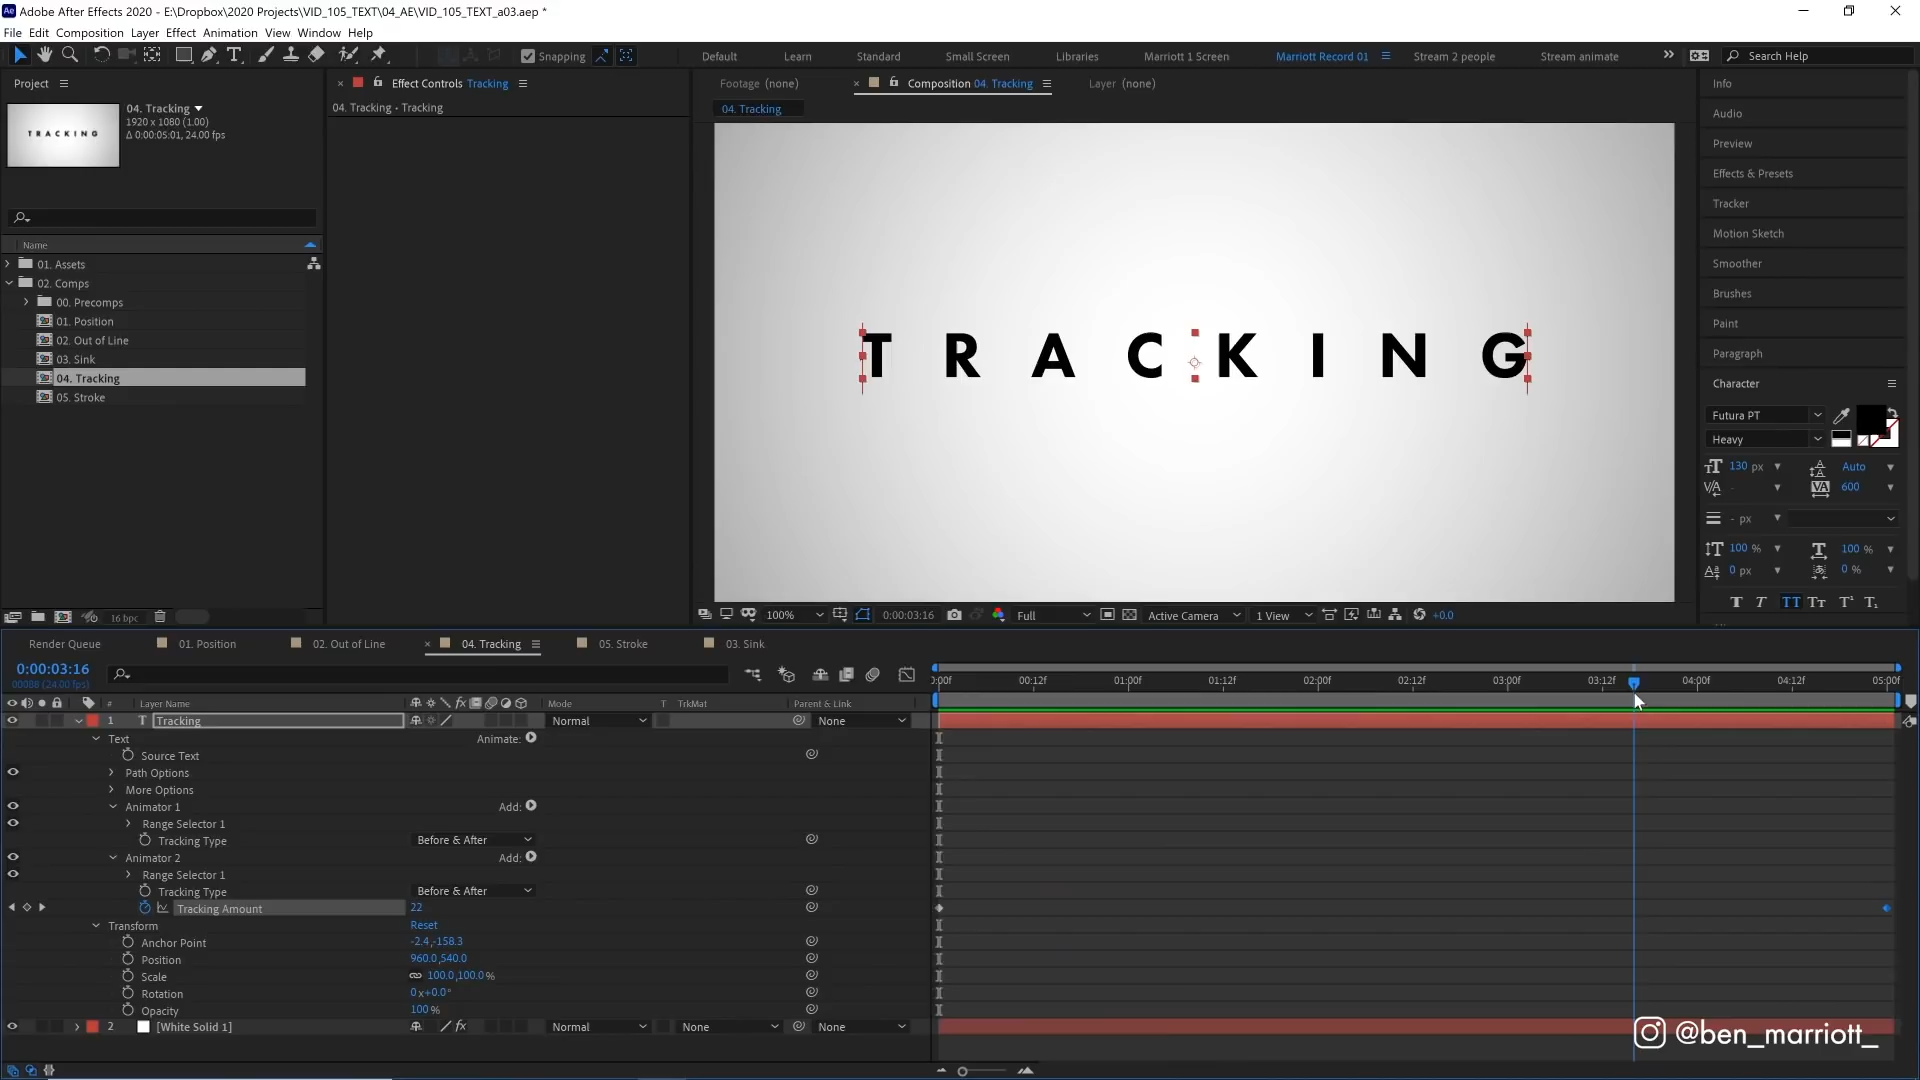 Adobe After Effects 2020 - E:\Dropbox\2020 Projects\VID_105_TEXT\04_AE\VID_105_TEXT_a03.aep *
File Edit Composition Layer Effect Animation View Window Help
Snapping Default Learn Standard Small Screen Libraries Marriott 1 Screen Marriott Record 01 Stream 2 people Stream animate Search Help
Project
04. Tracking
1920 x 1080 (1.00)
Δ 0:00:05:01, 24.00 fps
TRACKING
Name
01. Assets
02. Comps
00. Precomps
01. Position
02. Out of Line
03. Sink
04. Tracking
05. Stroke
16 bpc
Effect Controls Tracking
04. Tracking - Tracking
Footage (none) Composition 04. Tracking Layer (none)
04. Tracking
TRACKING
100% 0:00:03:16 Full Active Camera 1 View +0.0
Info
Audio
Preview
Effects & Presets
Tracker
Motion Sketch
Smoother
Brushes
Paint
Paragraph
Character
Futura PT
Heavy
130 px Auto
- 600
- px
100 % 100 %
0 px 0 %
T T TT Tт T¹ T₁
Render Queue 01. Position 02. Out of Line 04. Tracking 05. Stroke 03. Sink
0:00:03:16
00088 (24.00 fps)
# Layer Name Mode T TrkMat Parent & Link
1 T Tracking Normal None
Text Animate:
Source Text
Path Options
More Options
Animator 1 Add:
Range Selector 1
Tracking Type Before & After
Animator 2 Add:
Range Selector 1
Tracking Type Before & After
Tracking Amount 22
Transform Reset
Anchor Point -2.4,-158.3
Position 960.0,540.0
Scale 100.0,100.0%
Rotation 0x+0.0°
Opacity 100%
2 [White Solid 1] Normal None None
):00f 00:12f 01:00f 01:12f 02:00f 02:12f 03:00f 03:12f 04:00f 04:12f 05:00f
@ben_marriott_